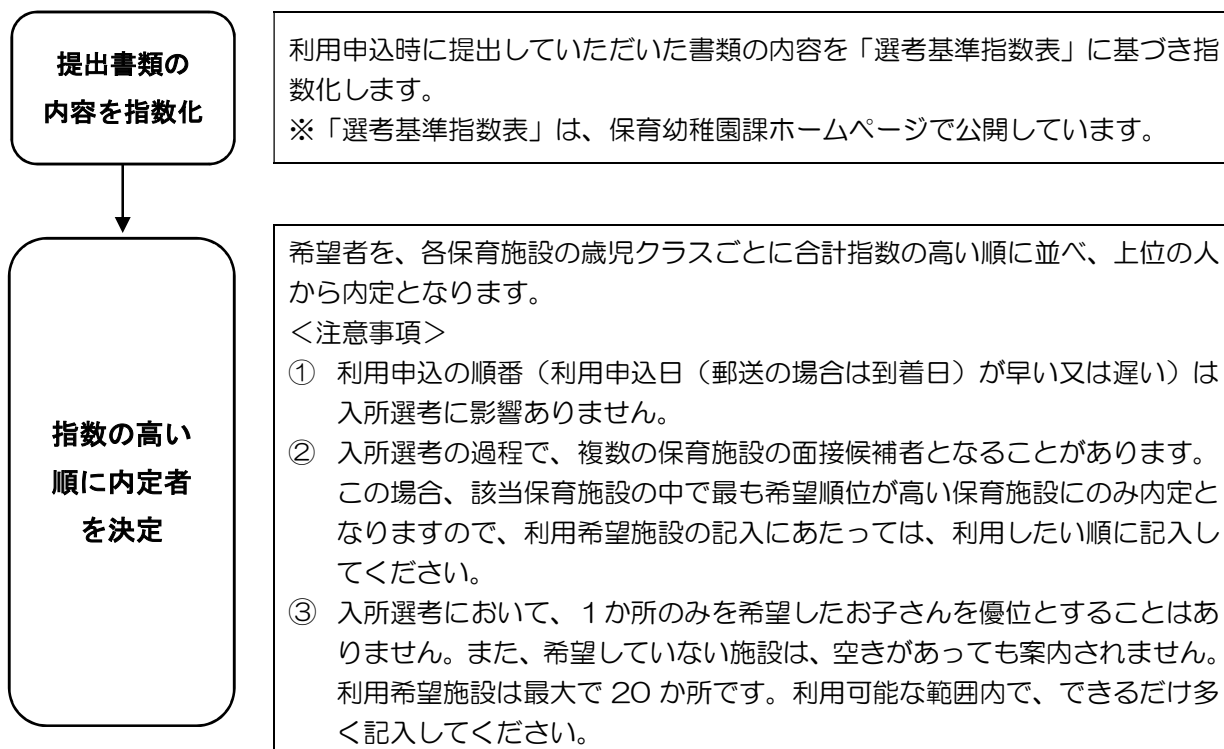 提出書類の
内容を指数化
利用申込時に提出していただいた書類の内容を「選考基準指数表」に基づき指
数化します。
※「選考基準指数表」は、保育幼稚園課ホームページで公開しています。
指数の高い
順に内定者
を決定
希望者を、各保育施設の歳児クラスごとに合計指数の高い順に並べ、上位の人
から内定となります。
＜注意事項＞
① 利用申込の順番（利用申込日（郵送の場合は到着日）が早い又は遅い）は
入所選考に影響ありません。
② 入所選考の過程で、複数の保育施設の面接候補者となることがあります。
この場合、該当保育施設の中で最も希望順位が高い保育施設にのみ内定と
なりますので、利用希望施設の記入にあたっては、利用したい順に記入し
てください。
③ 入所選考において、１か所のみを希望したお子さんを優位とすることはあ
りません。また、希望していない施設は、空きがあっても案内されません。
利用希望施設は最大で 20 か所です。利用可能な範囲内で、できるだけ多
く記入してください。